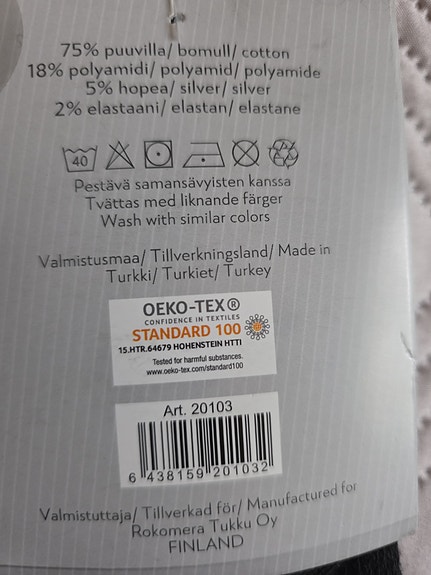 75% puuvilla/ bomull/ cotton
18% polyamidi/ polyamid/ polyamide
5% hopea/ silver/ silver
2% elastaani/ elastan/ elastane
40
Pestävä samansävyisten kanssa
Tvättas med liknande färger
Wash with similar colors
Valmistusmaa/ Tillverkningsland/ Made in
Turkki/ Turkiet/ Turkey
OEKO-TEX®
CONFIDENCE IN TEXTILES
STANDARD 100
15.HTR.64679 HOHENSTEIN HTTI
Tested for harmful substances.
www.oeko-tex.com/standard100
Art. 20103
6 438159 201032
Valmistuttaja/ Tillverkad för/ Manufactured for
Rokomera Tukku Oy
FINLAND